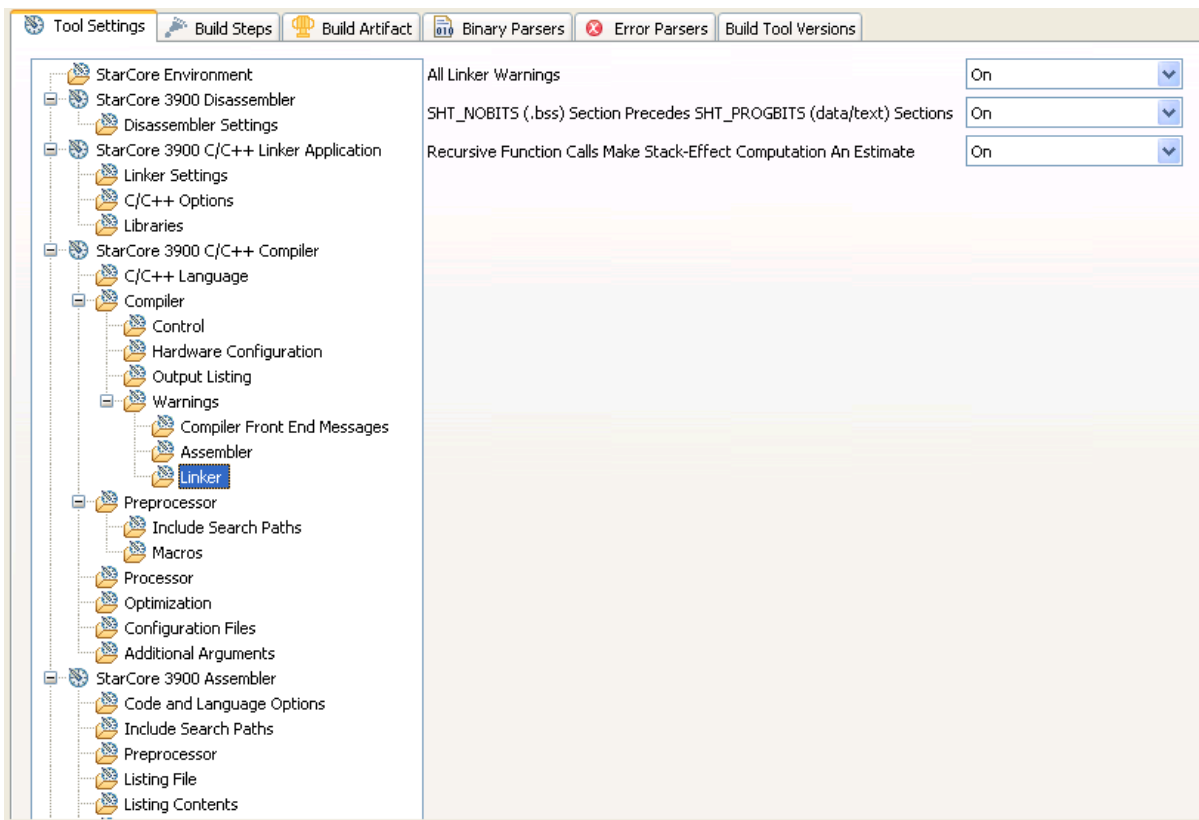 Tool Settings Build Steps Build Artifact Binary Parsers Error Parsers Build Tool Versions
StarCore Environment
StarCore 3900 Disassembler
Disassembler Settings
StarCore 3900 C/C++ Linker Application
Linker Settings
C/C++ Options
Libraries
StarCore 3900 C/C++ Compiler
C/C++ Language
Compiler
Control
Hardware Configuration
Output Listing
Warnings
Compiler Front End Messages
Assembler
Linker
Preprocessor
Include Search Paths
Macros
Processor
Optimization
Configuration Files
Additional Arguments
StarCore 3900 Assembler
Code and Language Options
Include Search Paths
Preprocessor
Listing File
Listing Contents
All Linker Warnings On
SHT_NOBITS (.bss) Section Precedes SHT_PROGBITS (data/text) Sections On
Recursive Function Calls Make Stack-Effect Computation An Estimate On